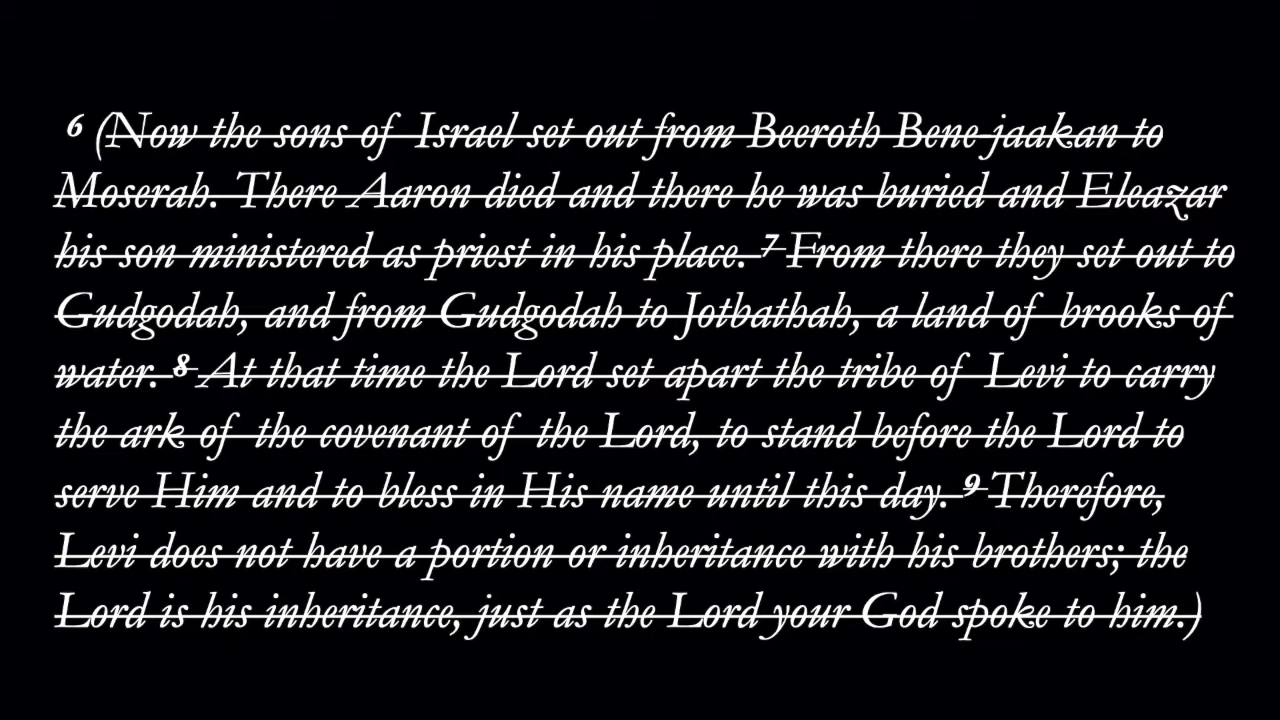 6 (Now the sons of Israel set out from Beeroth Bene-jaakan to
Moserah. There Aaron died and there he was buried and Eleazar
his son ministered as priest in his place. 7 From there they set out to
Gudgodah, and from Gudgodah to Jotbathah, a land of brooks of
water. 8 At that time the Lord set apart the tribe of Levi to carry
the ark of the covenant of the Lord, to stand before the Lord to
serve Him and to bless in His name until this day. 9 Therefore,
Levi does not have a portion or inheritance with his brothers; the
Lord is his inheritance, just as the Lord your God spoke to him.)